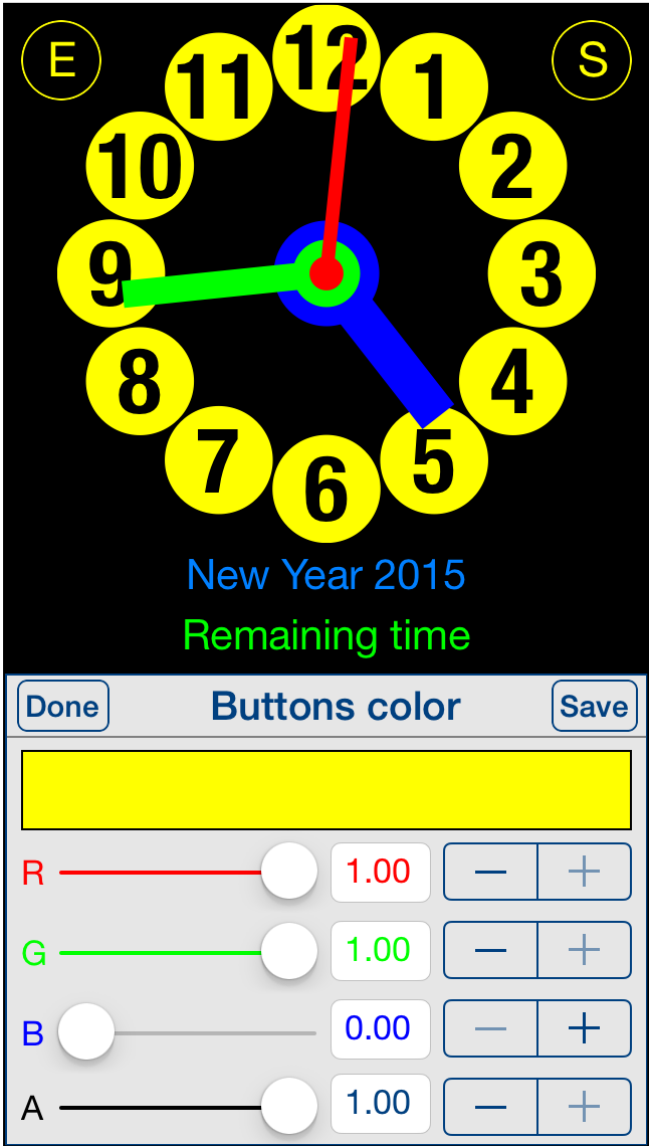 E
S
12
11
1
10
2
9
3
8
4
7
5
6
New Year 2015
Remaining time
Done Buttons color Save
R 1.00 — +
G 1.00 — +
B 0.00 — +
A 1.00 — +